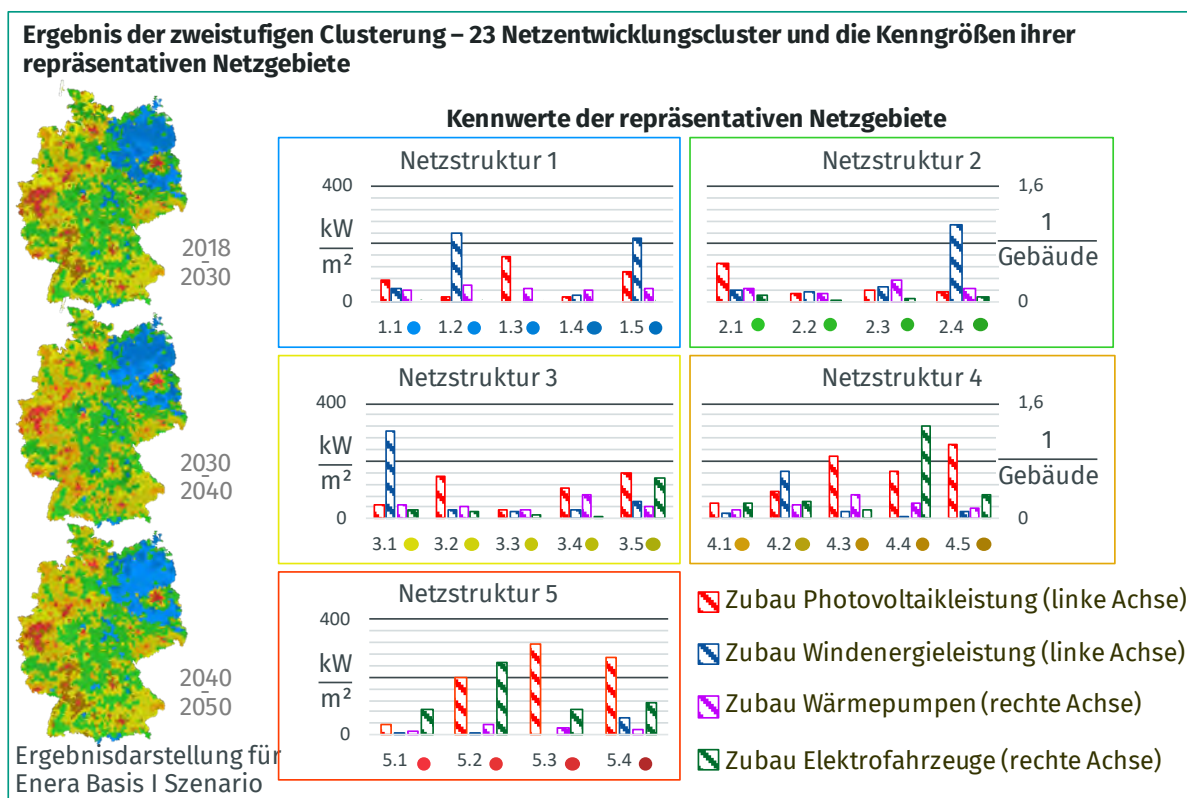 Ergebnis der zweistufigen Clusterung – 23 Netzentwicklungscluster und die Kenngrößen ihrer
repräsentativen Netzgebiete
2018
-
2030
2030
-
2040
2040
-
2050
Ergebnisdarstellung für
Enera Basis I Szenario
Kennwerte der repräsentativen Netzgebiete
Netzstruktur 1
400
kW
m²
0
1.1 1.2 1.3 1.4 1.5
Netzstruktur 2
1,6
1
Gebäude
0
2.1 2.2 2.3 2.4
Netzstruktur 3
400
kW
m²
0
3.1 3.2 3.3 3.4 3.5
Netzstruktur 4
1,6
1
Gebäude
0
4.1 4.2 4.3 4.4 4.5
Netzstruktur 5
400
kW
m²
0
5.1 5.2 5.3 5.4
Zubau Photovoltaikleistung (linke Achse)
Zubau Windenergieleistung (linke Achse)
Zubau Wärmepumpen (rechte Achse)
Zubau Elektrofahrzeuge (rechte Achse)